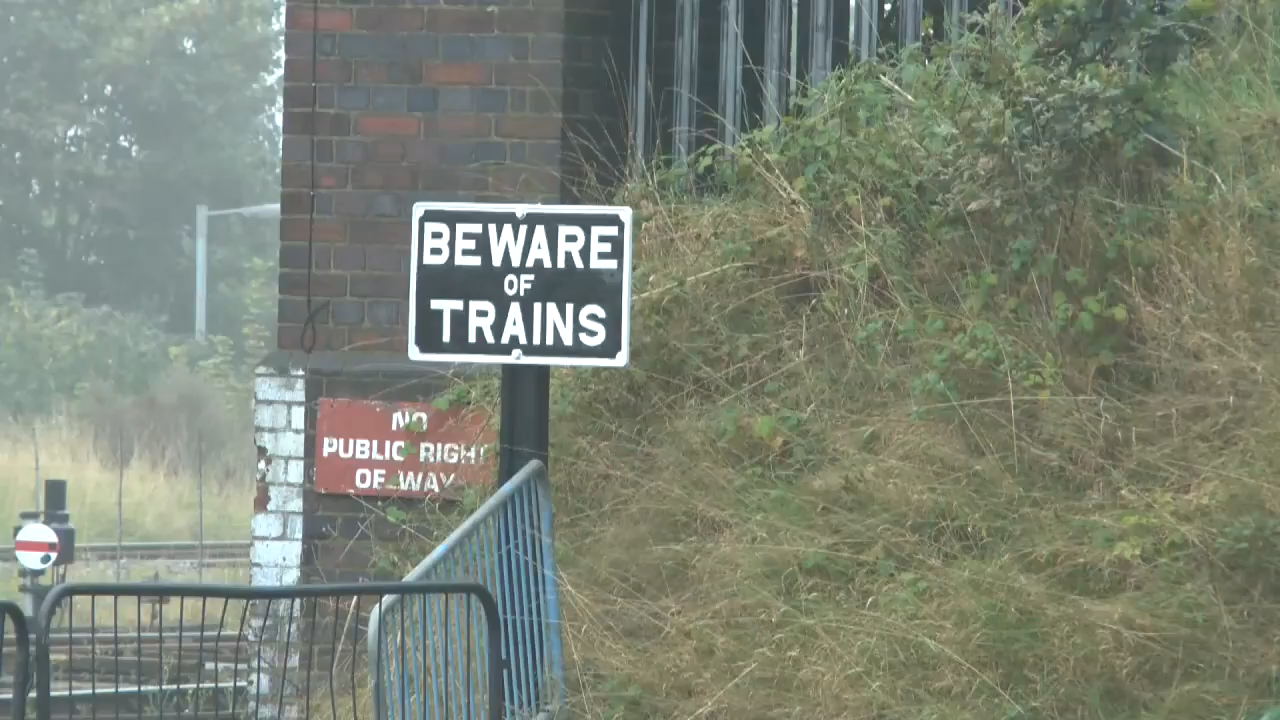 BEWARE
OF
TRAINS
NO
PUBLIC RIGHT
OF WAY